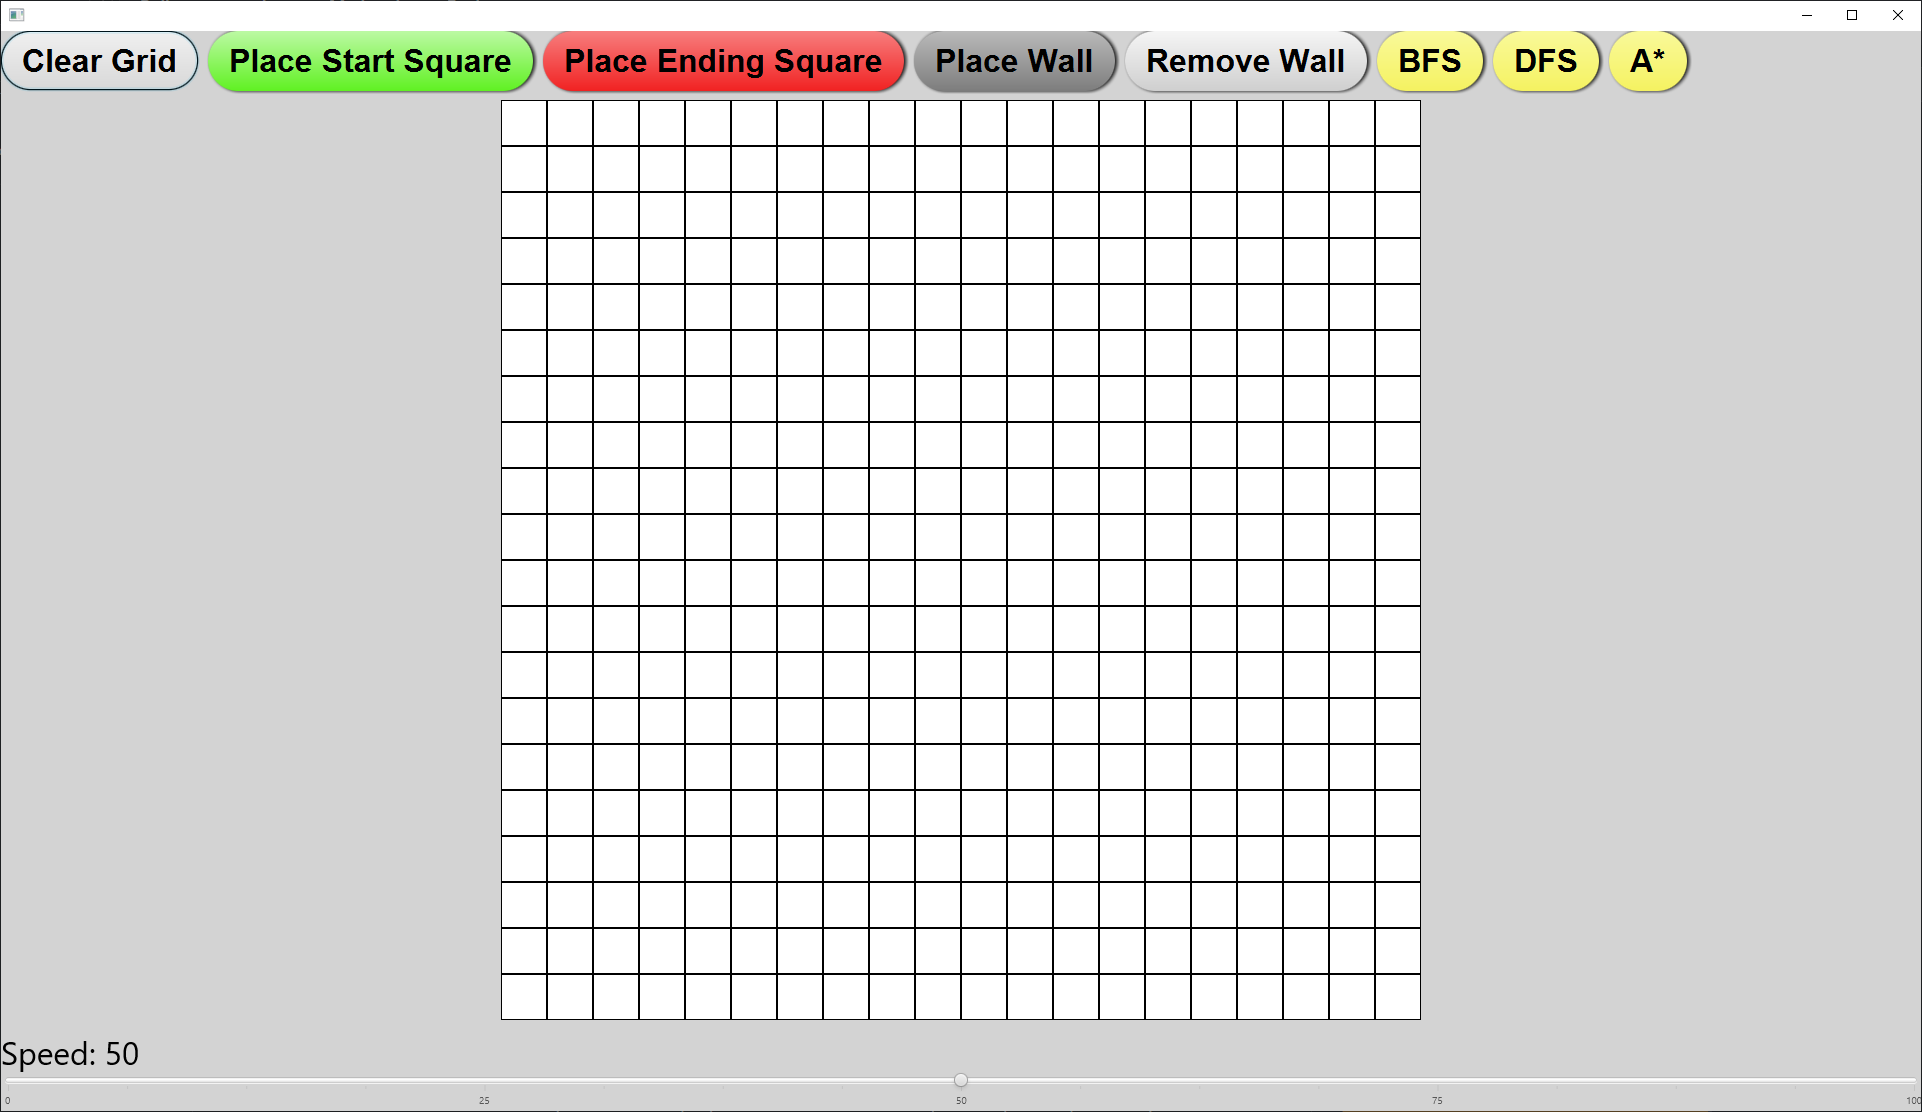 Clear Grid Place Start Square Place Ending Square Place Wall Remove Wall BFS DFS A*
Speed: 50
0 25 50 75 100